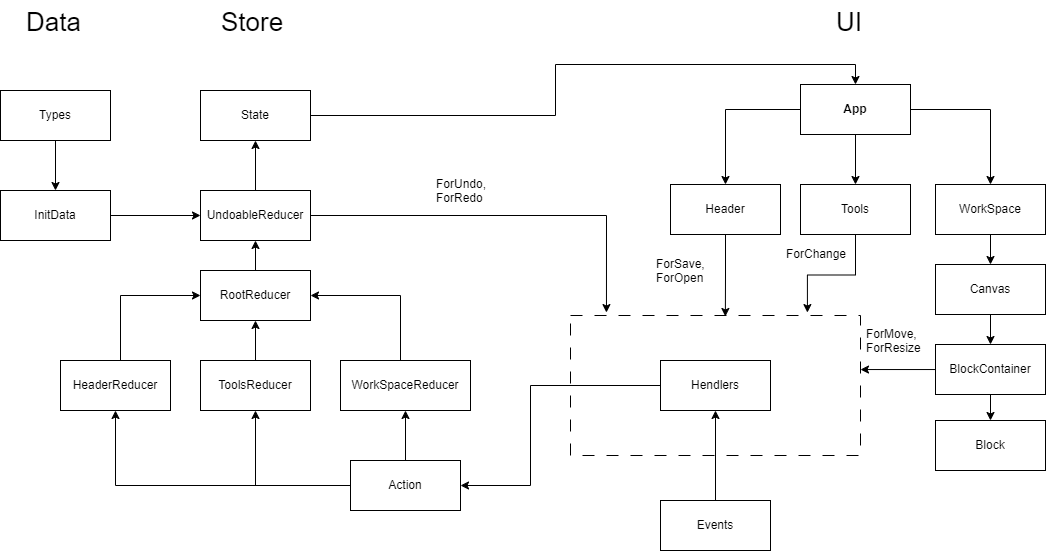 Data
Store
UI
Types
State
App
ForUndo,
ForRedo
InitData
UndoableReducer
Header
Tools
WorkSpace
ForSave,
ForOpen
ForChange
RootReducer
Canvas
ForMove,
ForResize
HeaderReducer
ToolsReducer
WorkSpaceReducer
Hendlers
BlockContainer
Block
Action
Events